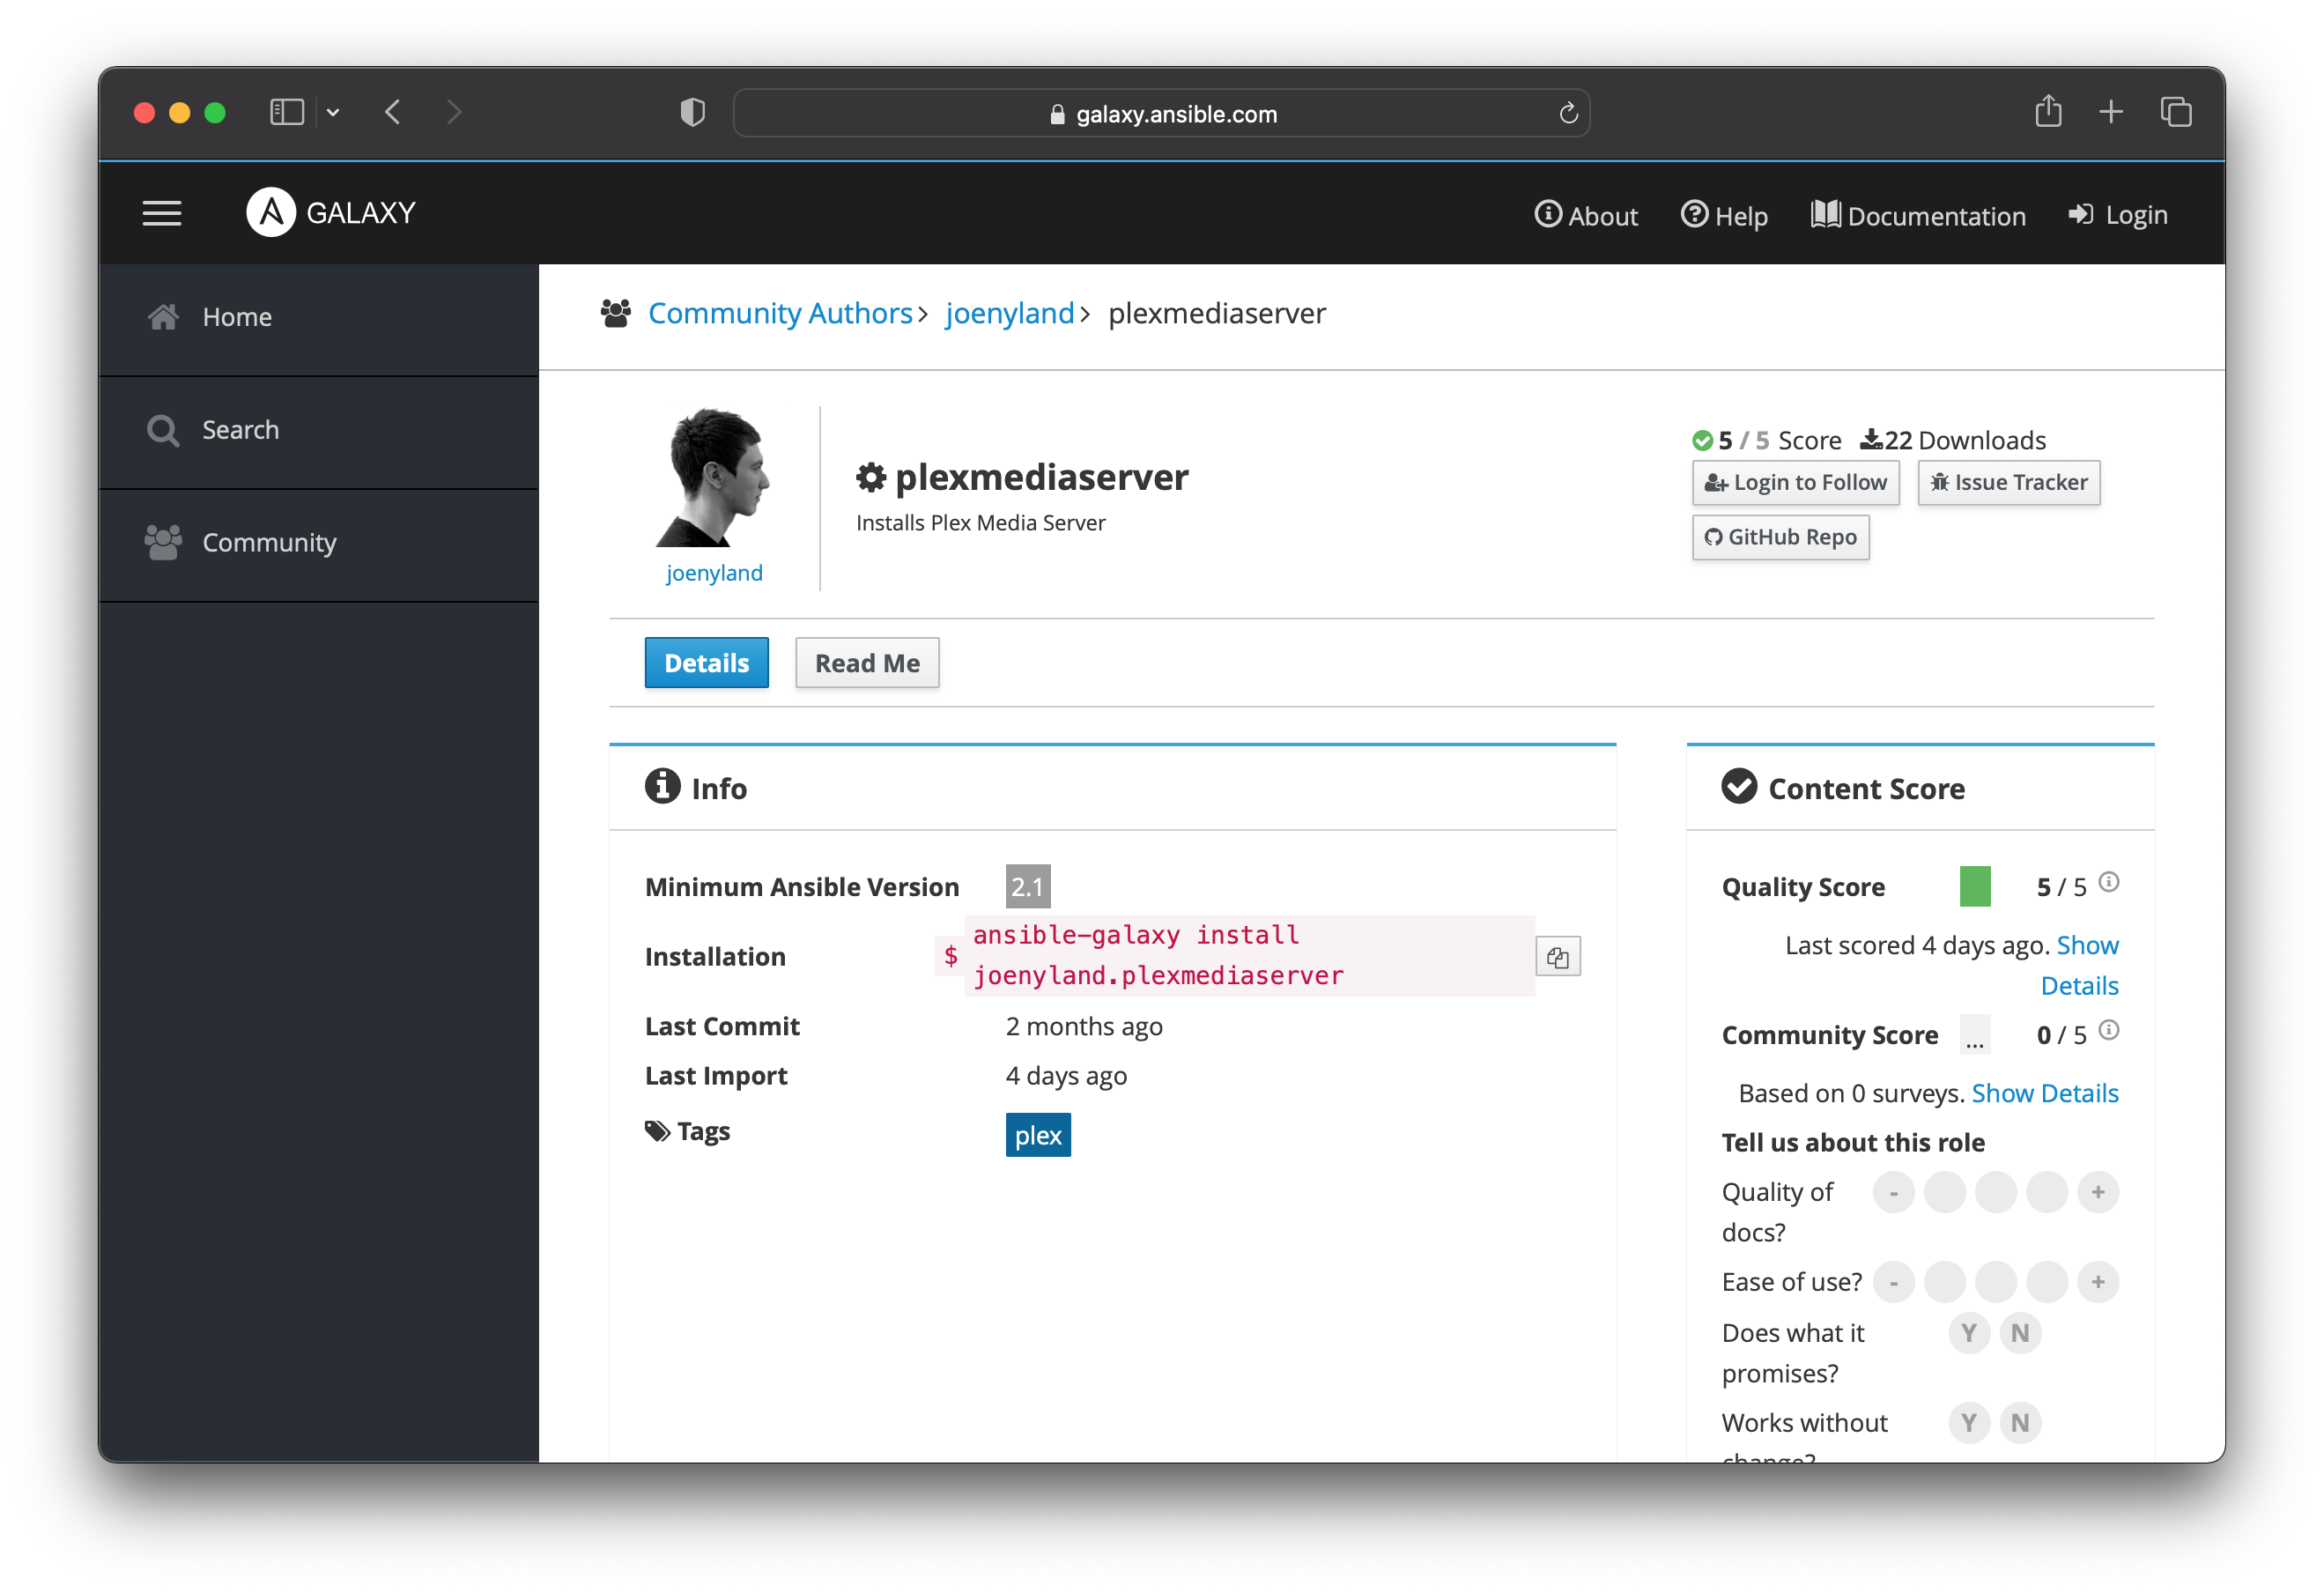 galaxy.ansible.com
GALAXY
About
Help
Documentation
Login
Home
Search
Community
Community Authors
joenyland
plexmediaserver
joenyland
plexmediaserver
Installs Plex Media Server
5 / 5 Score 22 Downloads
Login to Follow
Issue Tracker
GitHub Repo
Details
Read Me
Info
Minimum Ansible Version 2.1
Installation
$ ansible-galaxy install
joenyland.plexmediaserver
Last Commit 2 months ago
Last Import 4 days ago
Tags plex
Content Score
Quality Score 5 / 5
Last scored 4 days ago. Show
Details
Community Score ... 0 / 5
Based on 0 surveys. Show Details
Tell us about this role
Quality of - +
docs?
Ease of use? - +
Does what it Y N
promises?
Works without Y N
change?